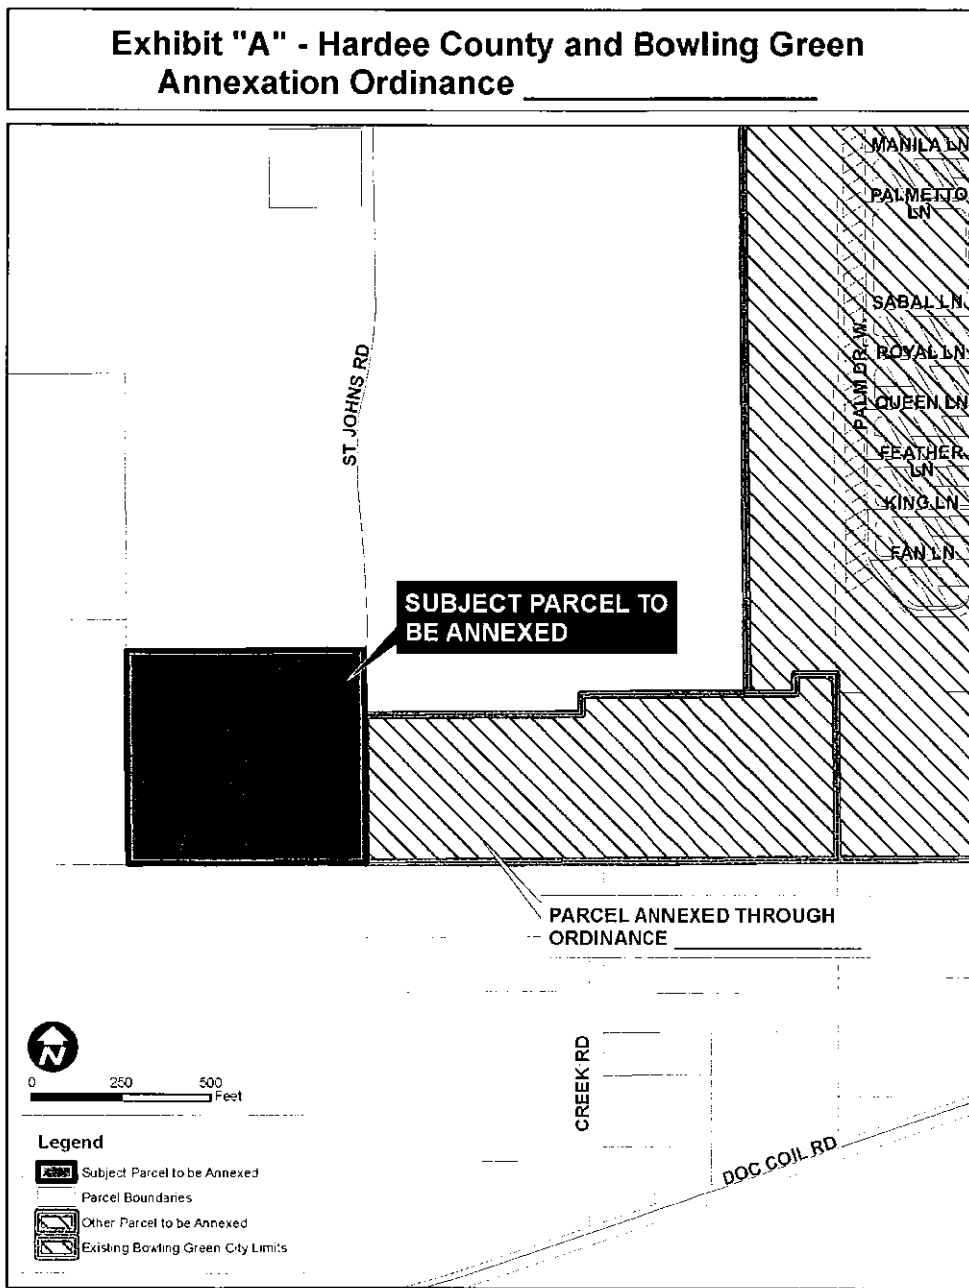 Exhibit "A" - Hardee County and Bowling Green
Annexation Ordinance
MANILA LN
PALMETTO
LN
SABAL LN
ROYAL LN
PALM DR. W.
QUEEN LN
FEATHER
LN
KING LN
FAN LN
ST JOHNS RD
SUBJECT PARCEL TO
BE ANNEXED
PARCEL ANNEXED THROUGH
ORDINANCE
CREEK RD
DOC COIL RD
N
0 250 500
Feet
Legend
Subject Parcel to be Annexed
Parcel Boundaries
Other Parcel to be Annexed
Existing Bowling Green City Limits